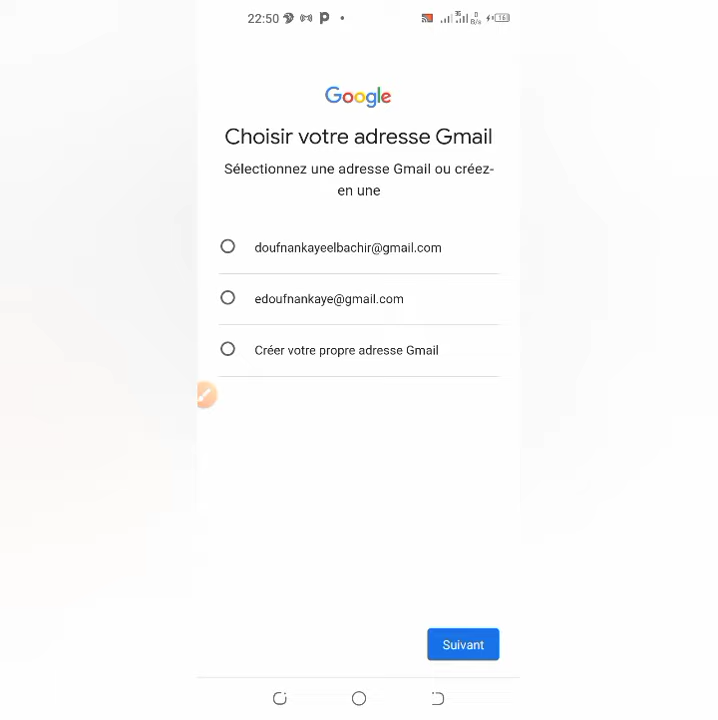 22:50
Google
Choisir votre adresse Gmail
Sélectionnez une adresse Gmail ou créez-
en une
doufnankayeelbachir@gmail.com
edoufnankaye@gmail.com
Créer votre propre adresse Gmail
Suivant